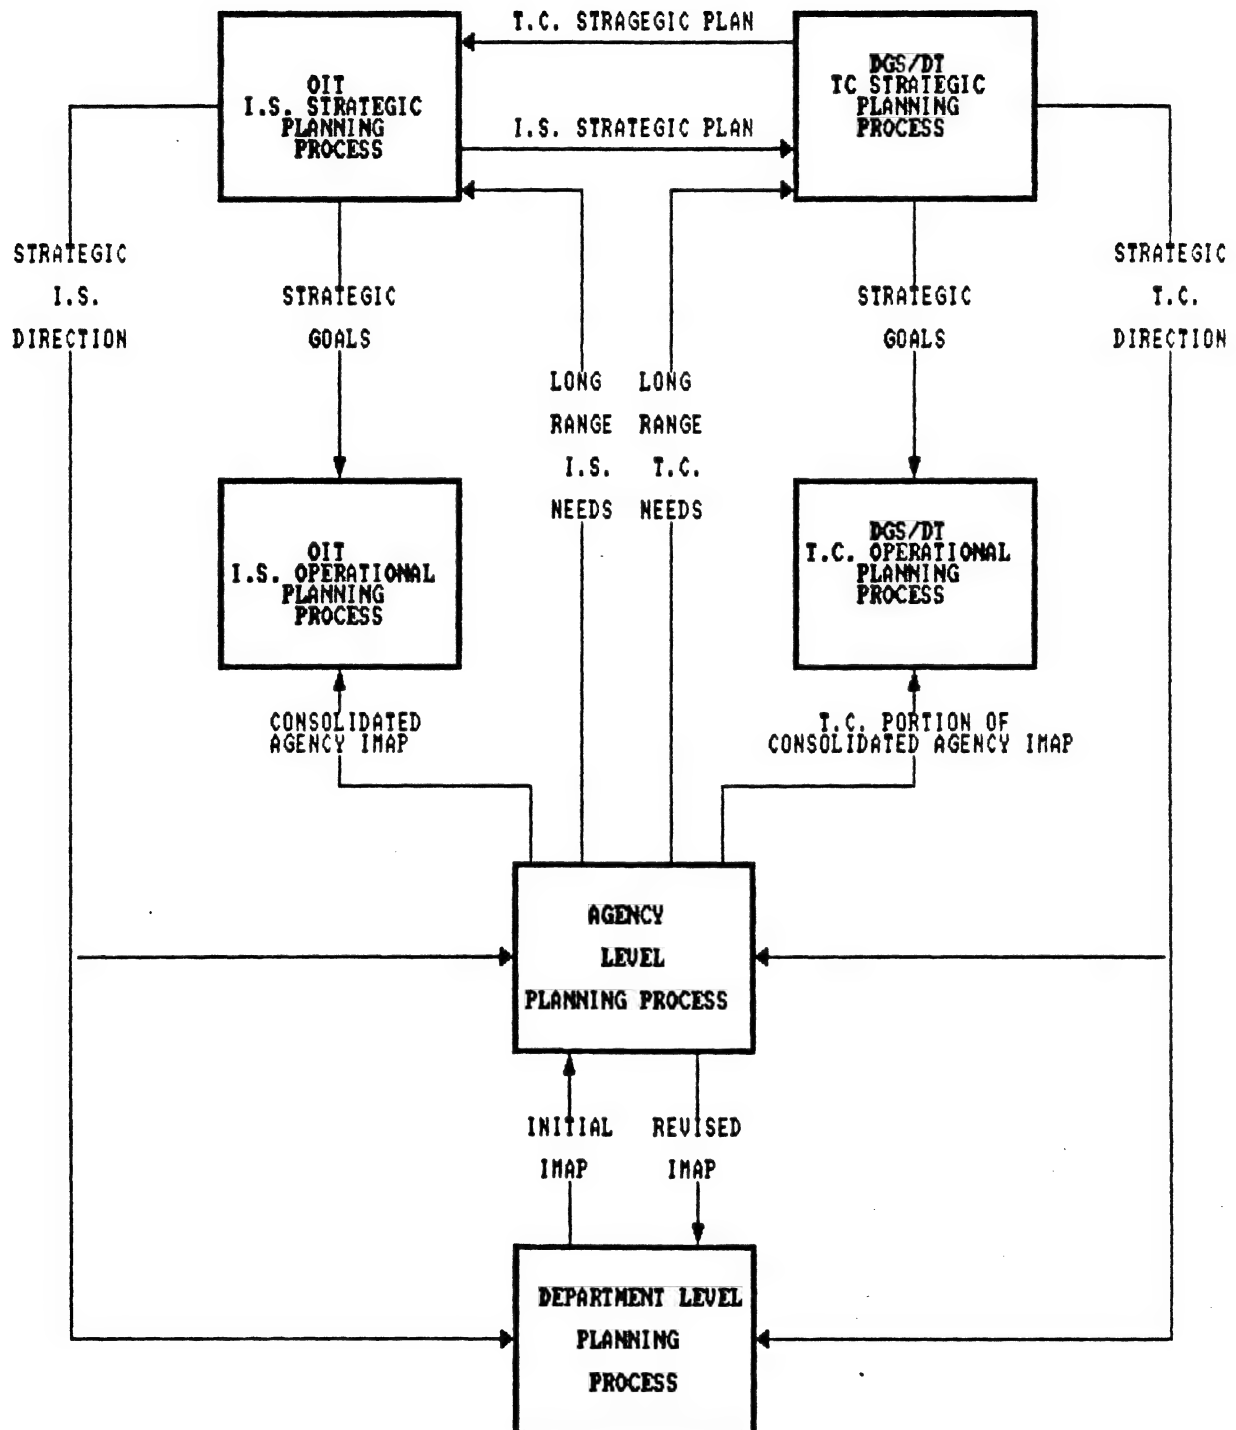 T.C. STRAGEGIC PLAN
OIT
I.S. STRATEGIC
PLANNING
PROCESS
DGS/DT
TC STRATEGIC
PLANNING
PROCESS
I.S. STRATEGIC PLAN
STRATEGIC
I.S.
DIRECTION
STRATEGIC
GOALS
LONG
RANGE
I.S.
NEEDS
LONG
RANGE
T.C.
NEEDS
STRATEGIC
GOALS
STRATEGIC
T.C.
DIRECTION
OIT
I.S. OPERATIONAL
PLANNING
PROCESS
DGS/DT
T.C. OPERATIONAL
PLANNING
PROCESS
CONSOLIDATED
AGENCY IMAP
T.C. PORTION OF
CONSOLIDATED AGENCY IMAP
AGENCY
LEVEL
PLANNING PROCESS
INITIAL
IMAP
REVISED
IMAP
DEPARTMENT LEVEL
PLANNING
PROCESS